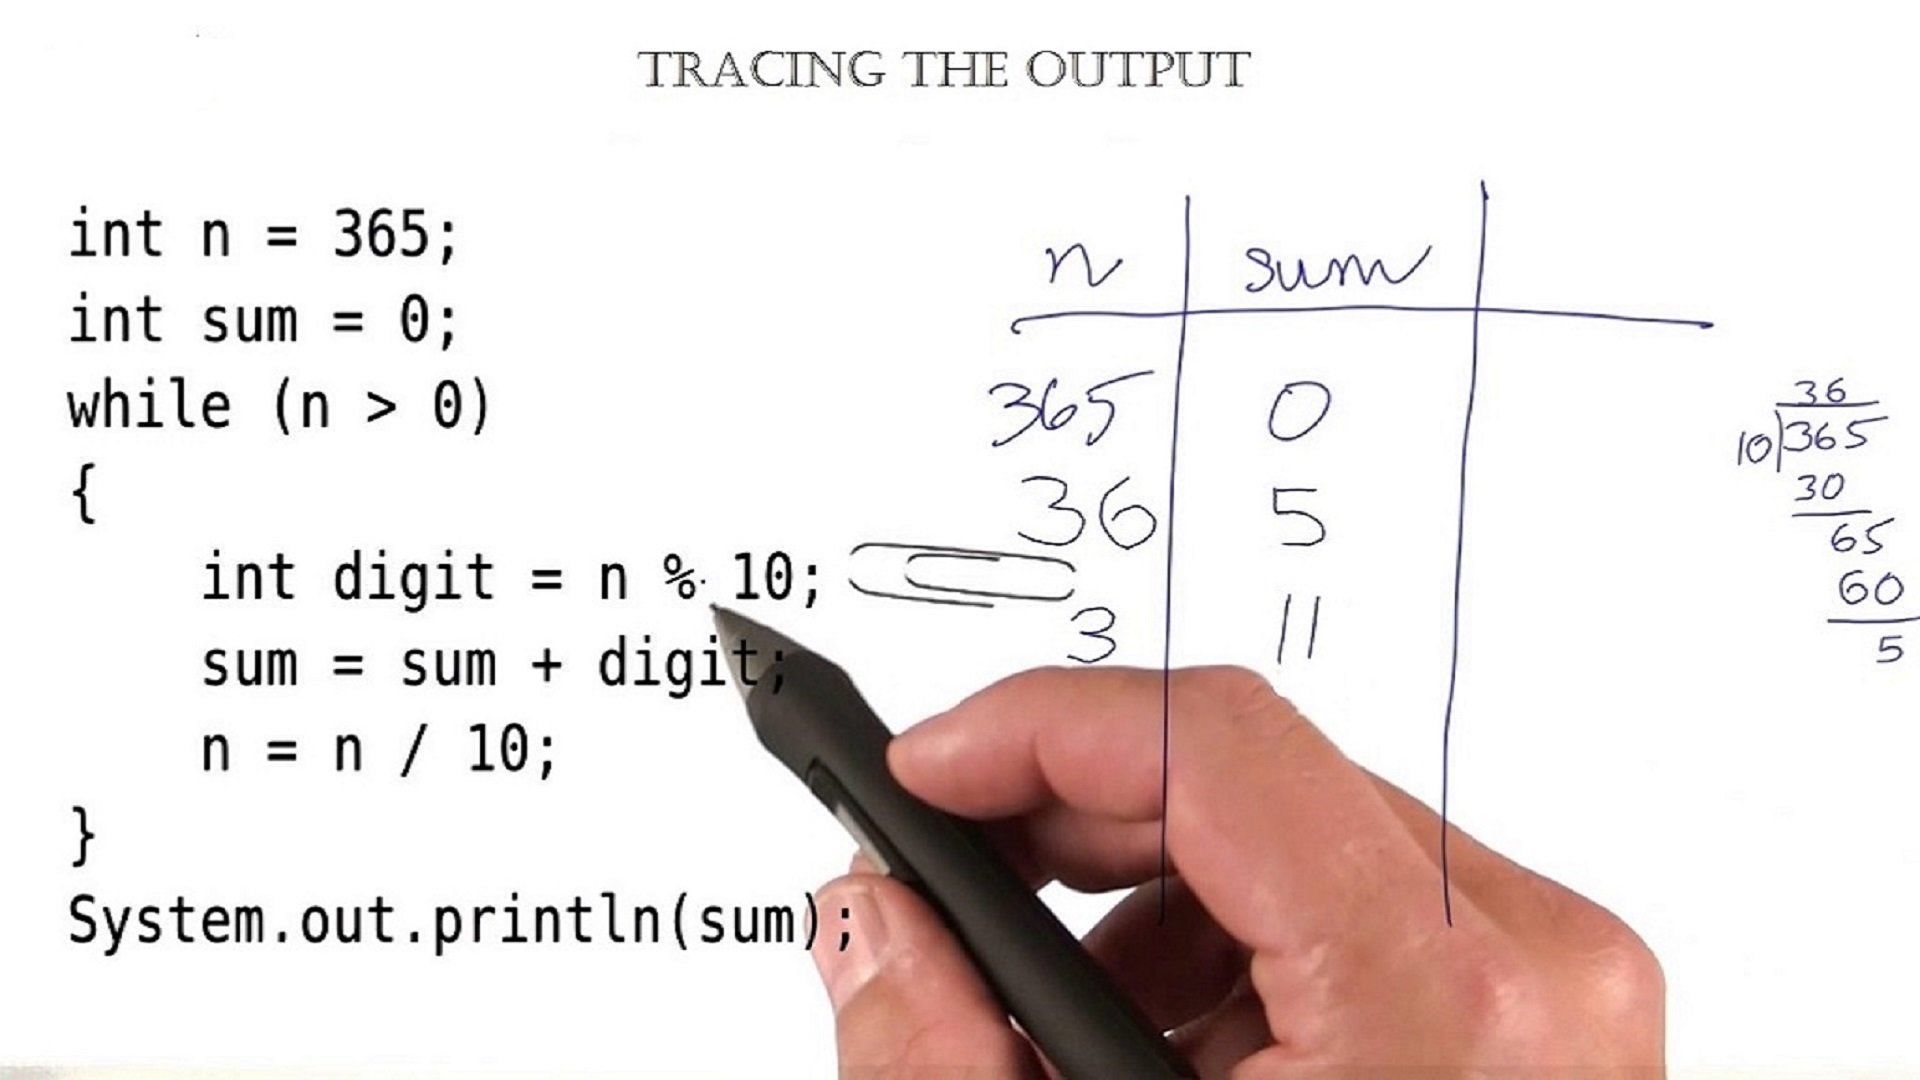 TRACING THE OUTPUT
int n = 365;
int sum = 0;
while (n > 0)
{
int digit = n % 10;
sum = sum + digit;
n = n / 10;
}
System.out.println(sum);
n sum
365 0
36 5
3 11
36
10)365
30
65
60
5